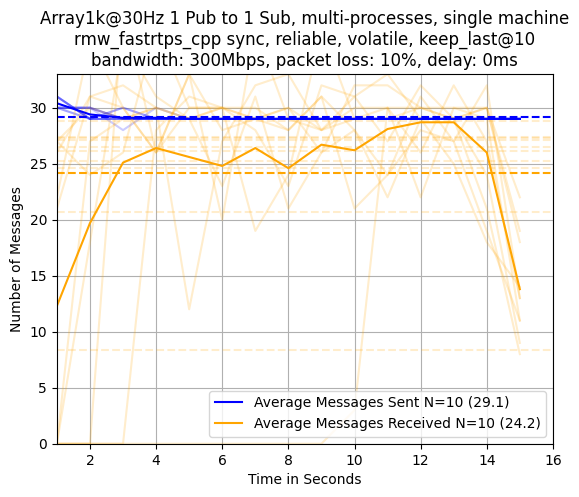 Array1k@30Hz 1 Pub to 1 Sub, multi-processes, single machine
rmw_fastrtps_cpp sync, reliable, volatile, keep_last@10
bandwidth: 300Mbps, packet loss: 10%, delay: 0ms
Number of Messages
30
25
20
15
10
5
0
Average Messages Sent N=10 (29.1)
Average Messages Received N=10 (24.2)
2 4 6 8 10 12 14 16
Time in Seconds